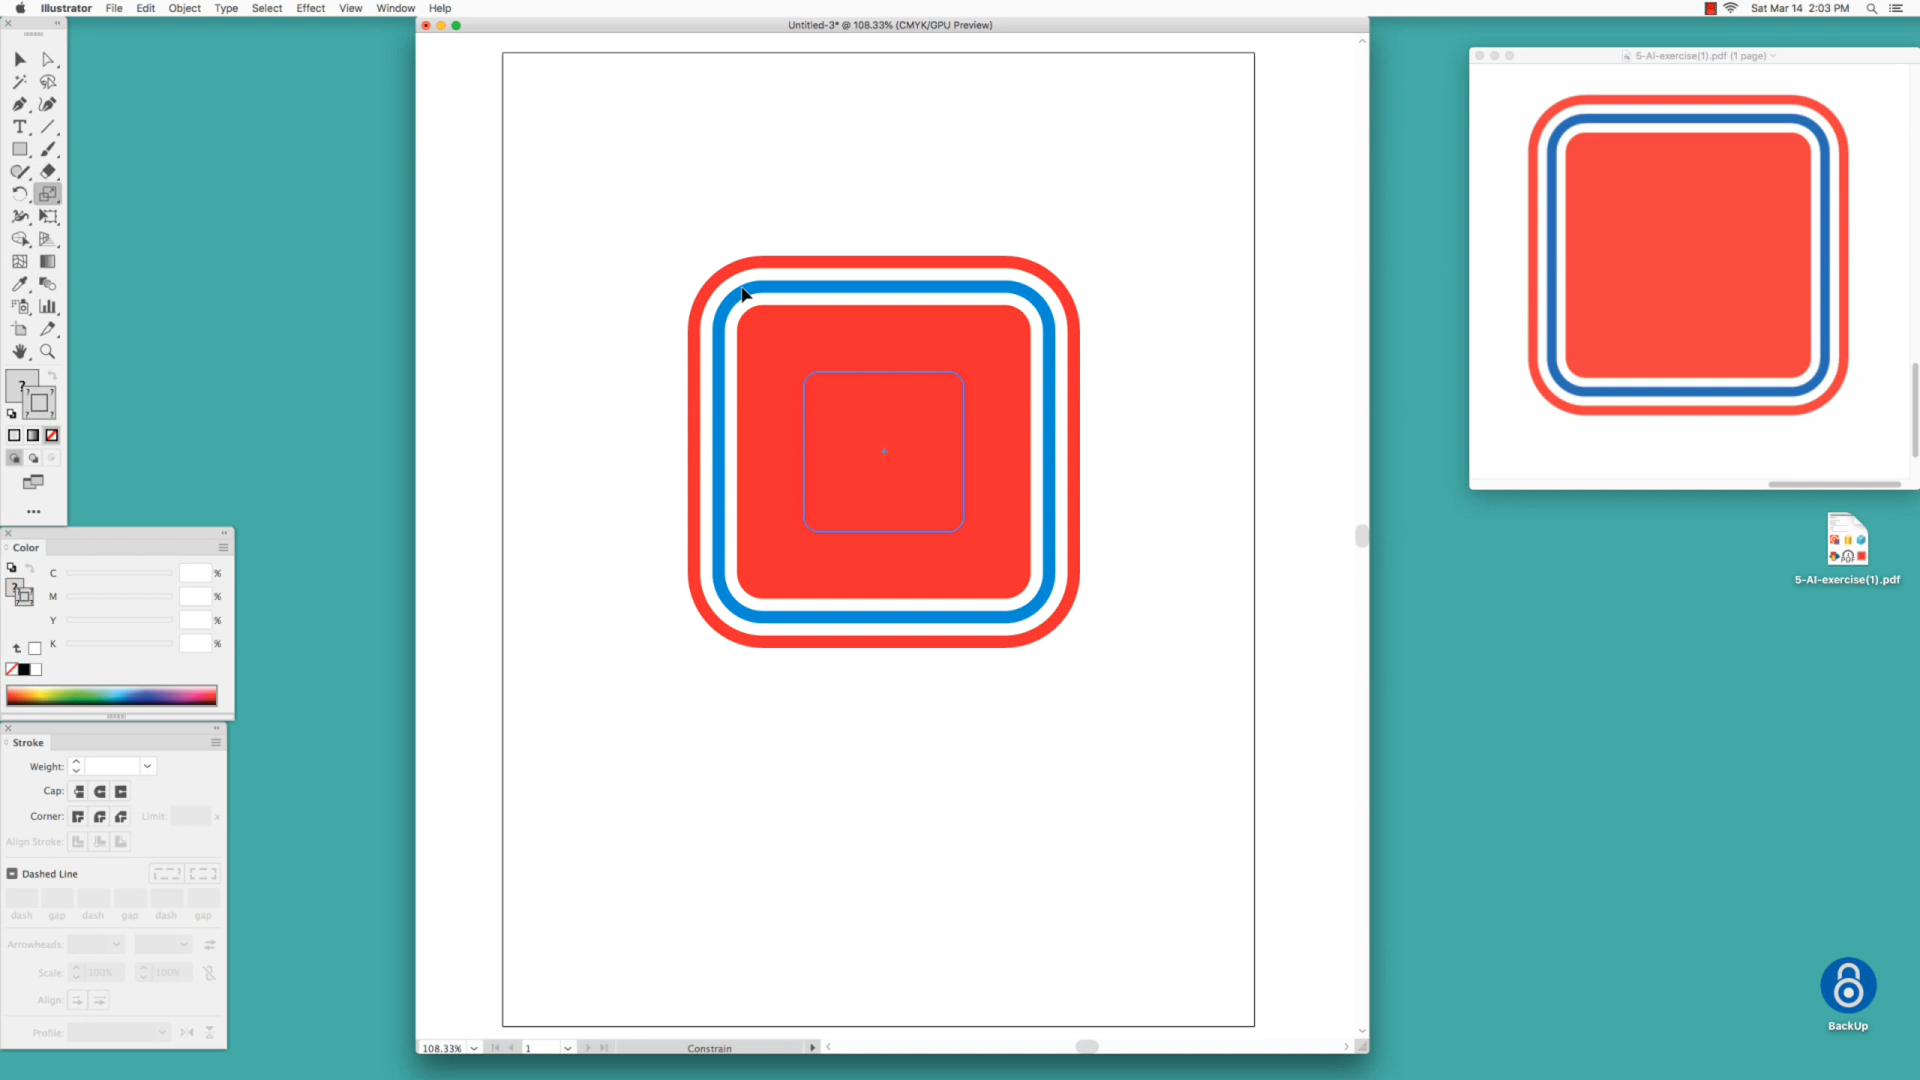 Illustrator File Edit Object Type Select Effect View Window Help
Sat Mar 14 2:03 PM
Untitled-3* @ 108.33% (CMYK/GPU Preview)
5-AI-exercise(1).pdf (1 page)
T
?
Color
C %
M %
Y %
K %
?
Stroke
Weight:
Cap:
Corner: Limit: x
Align Stroke:
Dashed Line
dash gap dash gap dash gap
Arrowheads:
Scale: 100% 100%
Align:
Profile:
108.33% 1 Constrain
PDF
5-AI-exercise(1).pdf
BackUp